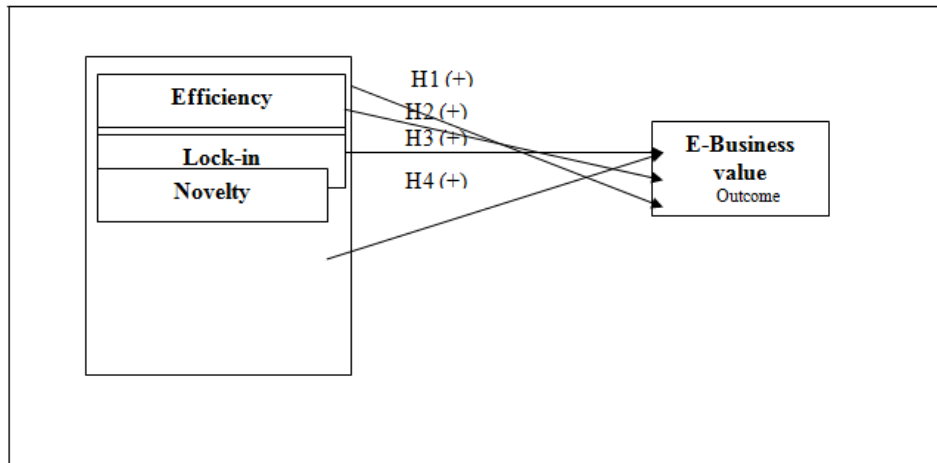 Efficiency
Lock-in
Novelty
H1 (+)
H2 (+)
H3 (+)
H4 (+)
E-Business
value
Outcome